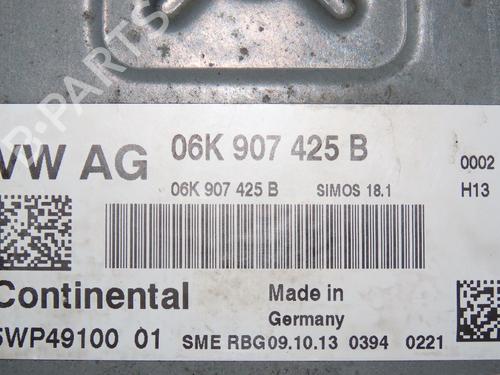 VW AG
06K 907 425 B
06K 907 425 B
SIMOS 18.1
0002
H13
Continental
5WP49100 01
Made in
Germany
SME RBG09.10.13 0394 0221